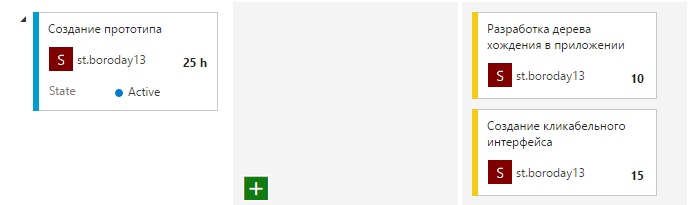 Создание прототипа
S st.boroday13 25 h
State Active
Разработка дерева
хождения в приложении
S st.boroday13 10
Создание кликабельного
интерфейса
S st.boroday13 15